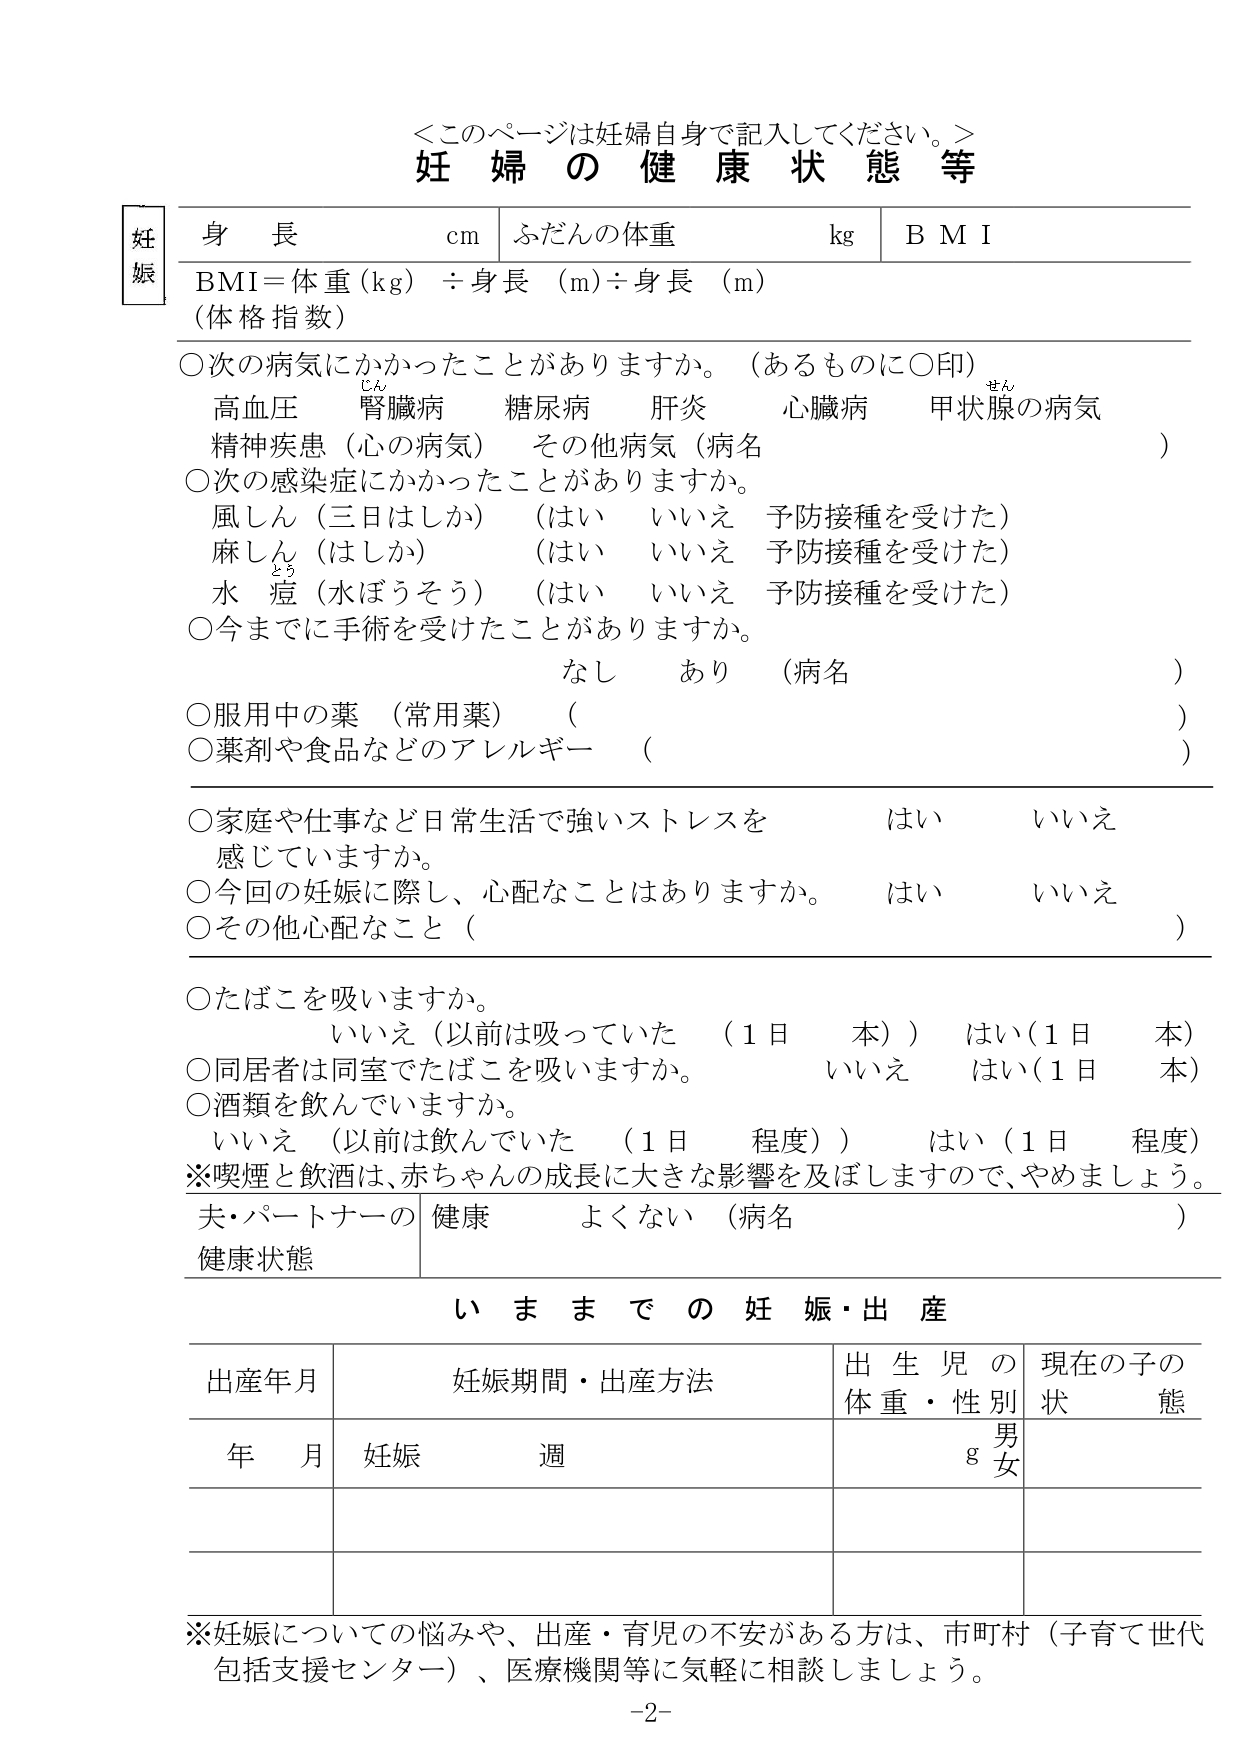 ＜このページは妊婦自身で記入してください。＞
妊婦の健康状態等
妊娠
身　長　　　　　cm　ふだんの体重　　　　　kg　ＢＭＩ
BMI＝体重(kg)　÷身長　(m)÷身長　(m)
（体格指数）
○次の病気にかかったことがありますか。（あるものに○印）
じん　せん
高血圧　　腎臓病　　糖尿病　　肝炎　　心臓病　　甲状腺の病気
精神疾患（心の病気）　その他病気（病名　　　　　　　　）
○次の感染症にかかったことがありますか。
風しん（三日はしか）　（はい　いいえ　予防接種を受けた）
麻しん（はしか）　　　（はい　いいえ　予防接種を受けた）
とう
水　痘（水ぼうそう）　（はい　いいえ　予防接種を受けた）
○今までに手術を受けたことがありますか。
なし　　あり　（病名　　　　　　　　）
○服用中の薬　（常用薬）　（　　　　　　　　）
○薬剤や食品などのアレルギー　（　　　　　　　　）
○家庭や仕事など日常生活で強いストレスを　　　はい　　　いいえ
感じていますか。
○今回の妊娠に際し、心配なことはありますか。　　はい　　　いいえ
○その他心配なこと（　　　　　　　　）
○たばこを吸いますか。
いいえ（以前は吸っていた　（１日　　本））　はい(１日　　本）
○同居者は同室でたばこを吸いますか。　　　いいえ　　はい(１日　　本）
○酒類を飲んでいますか。
いいえ　（以前は飲んでいた　（１日　　程度））　　はい（１日　　程度）
※喫煙と飲酒は、赤ちゃんの成長に大きな影響を及ぼしますので、やめましょう。
夫・パートナーの　健康　　　よくない　（病名　　　　　　　　）
健康状態
いままでの妊娠・出産
出産年月　妊娠期間・出産方法　出生児の体重・性別　現在の子の状態
年　月　妊娠　　　週　　　g　男女
※妊娠についての悩みや、出産・育児の不安がある方は、市町村（子育て世代
包括支援センター）、医療機関等に気軽に相談しましょう。
-2-